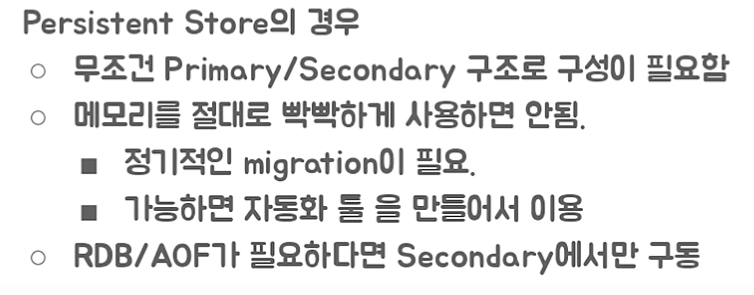 Persistent Store의 경우
○ 무조건 Primary/Secondary 구조로 구성이 필요함
○ 메모리를 절대로 빡빡하게 사용하면 안됨.
■ 정기적인 migration이 필요.
■ 가능하면 자동화 툴 을 만들어서 이용
○ RDB/AOF가 필요하다면 Secondary에서만 구동